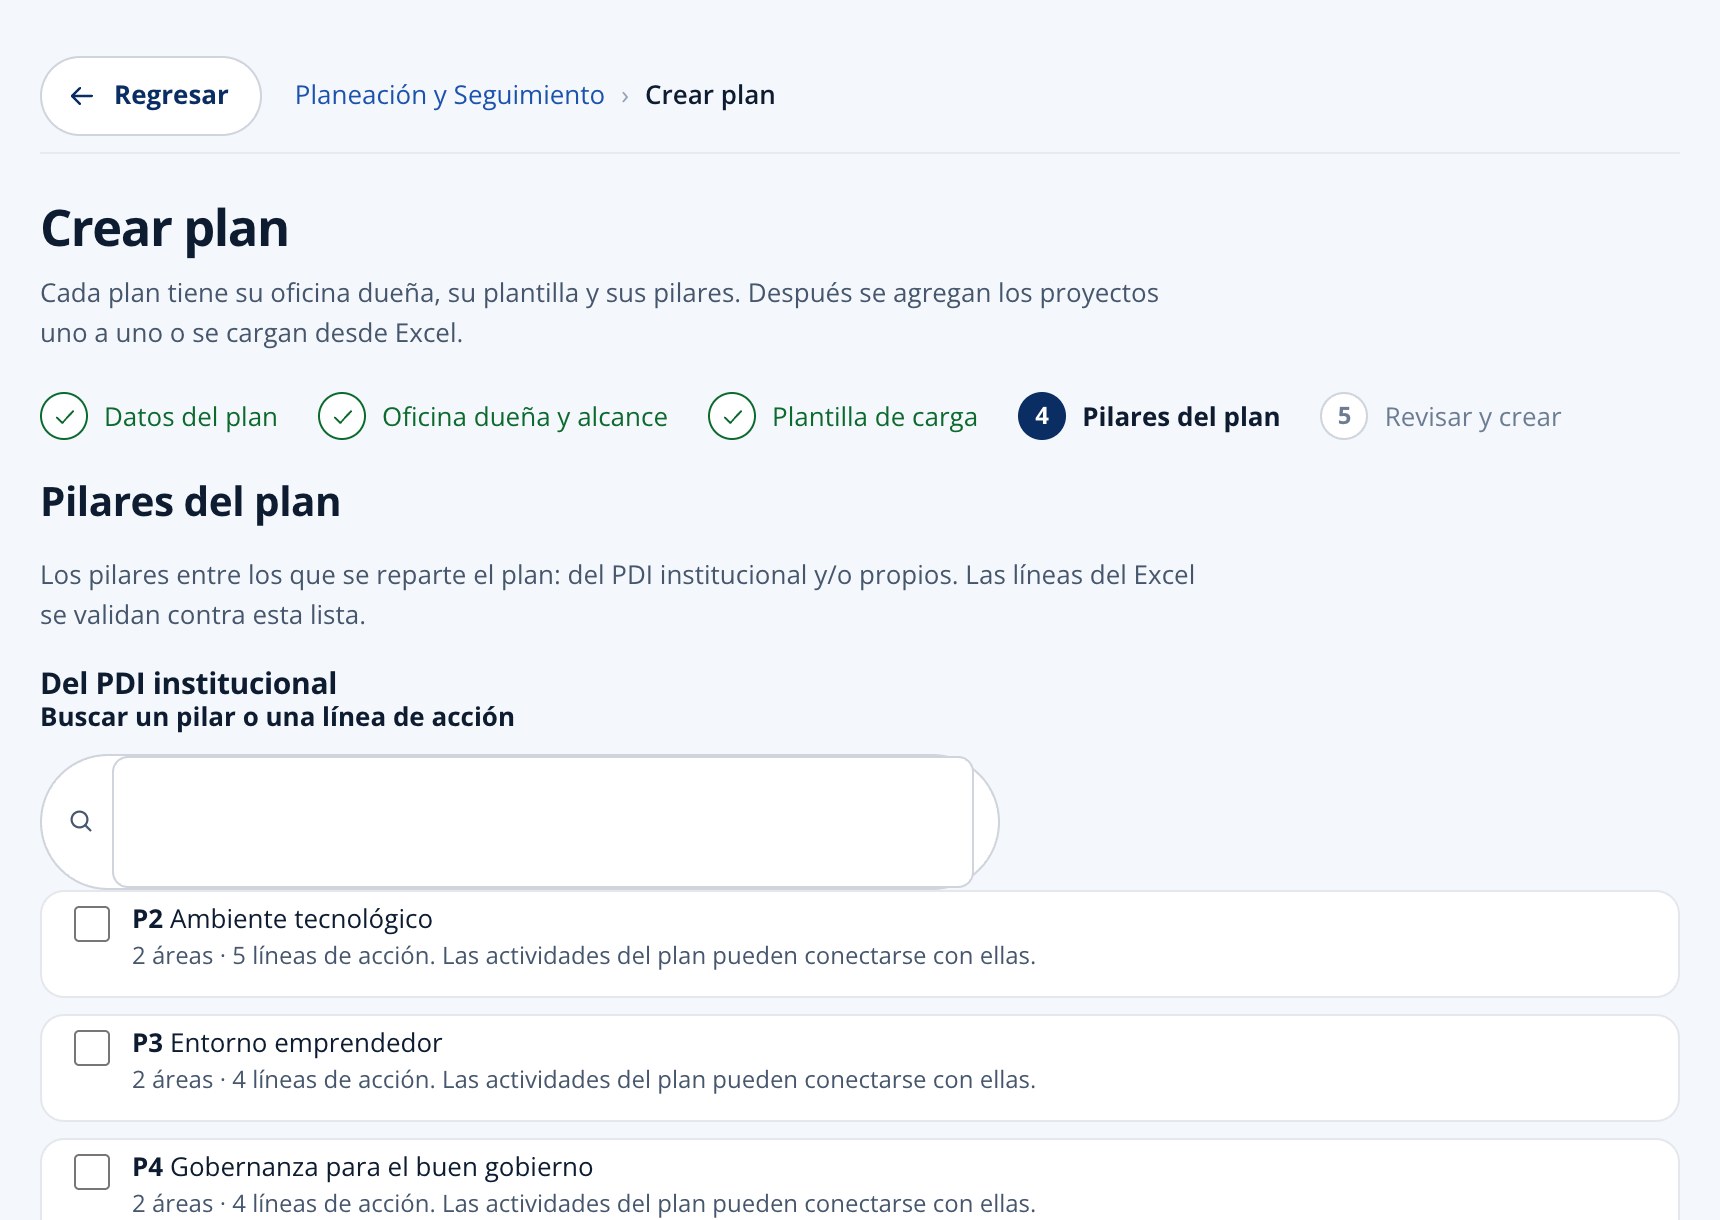 ← Regresar
Planeación y Seguimiento › Crear plan
Crear plan
Cada plan tiene su oficina dueña, su plantilla y sus pilares. Después se agregan los proyectos
uno a uno o se cargan desde Excel.
Datos del plan
Oficina dueña y alcance
Plantilla de carga
4 Pilares del plan
5 Revisar y crear
Pilares del plan
Los pilares entre los que se reparte el plan: del PDI institucional y/o propios. Las líneas del Excel
se validan contra esta lista.
Del PDI institucional
Buscar un pilar o una línea de acción
P2 Ambiente tecnológico
2 áreas · 5 líneas de acción. Las actividades del plan pueden conectarse con ellas.
P3 Entorno emprendedor
2 áreas · 4 líneas de acción. Las actividades del plan pueden conectarse con ellas.
P4 Gobernanza para el buen gobierno
2 áreas · 4 líneas de acción. Las actividades del plan pueden conectarse con ellas.